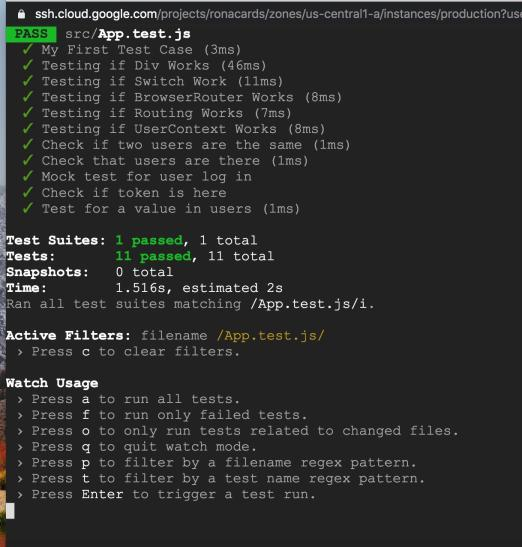 ssh.cloud.google.com/projects/ronacards/zones/us-central1-a/instances/production?use
PASS src/App.test.js
✓ My First Test Case (3ms)
✓ Testing if Div Works (46ms)
✓ Testing if Switch Work (11ms)
✓ Testing if BrowserRouter Works (8ms)
✓ Testing if Routing Works (7ms)
✓ Testing if UserContext Works (8ms)
✓ Check if two users are the same (1ms)
✓ Check that users are there (1ms)
✓ Mock test for user log in
✓ Check if token is here
✓ Test for a value in users (1ms)
Test Suites: 1 passed, 1 total
Tests: 11 passed, 11 total
Snapshots: 0 total
Time: 1.516s, estimated 2s
Ran all test suites matching /App.test.js/i.
Active Filters: filename /App.test.js/
› Press c to clear filters.
Watch Usage
› Press a to run all tests.
› Press f to run only failed tests.
› Press o to only run tests related to changed files.
› Press q to quit watch mode.
› Press p to filter by a filename regex pattern.
› Press t to filter by a test name regex pattern.
› Press Enter to trigger a test run.